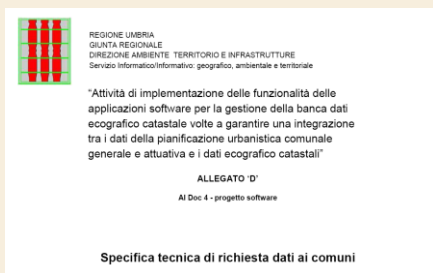 REGIONE UMBRIA
GIUNTA REGIONALE
DIREZIONE AMBIENTE TERRITORIO E INFRASTRUTTURE
Servizio Informatico/Informativo: geografico, ambientale e territoriale
“Attività di implementazione delle funzionalità delle
applicazioni software per la gestione della banca dati
ecografico catastale volte a garantire una integrazione
tra i dati della pianificazione urbanistica comunale
generale e attuativa e i dati ecografico catastali”
ALLEGATO ‘D’
Al Doc 4 - progetto software
Specifica tecnica di richiesta dati ai comuni